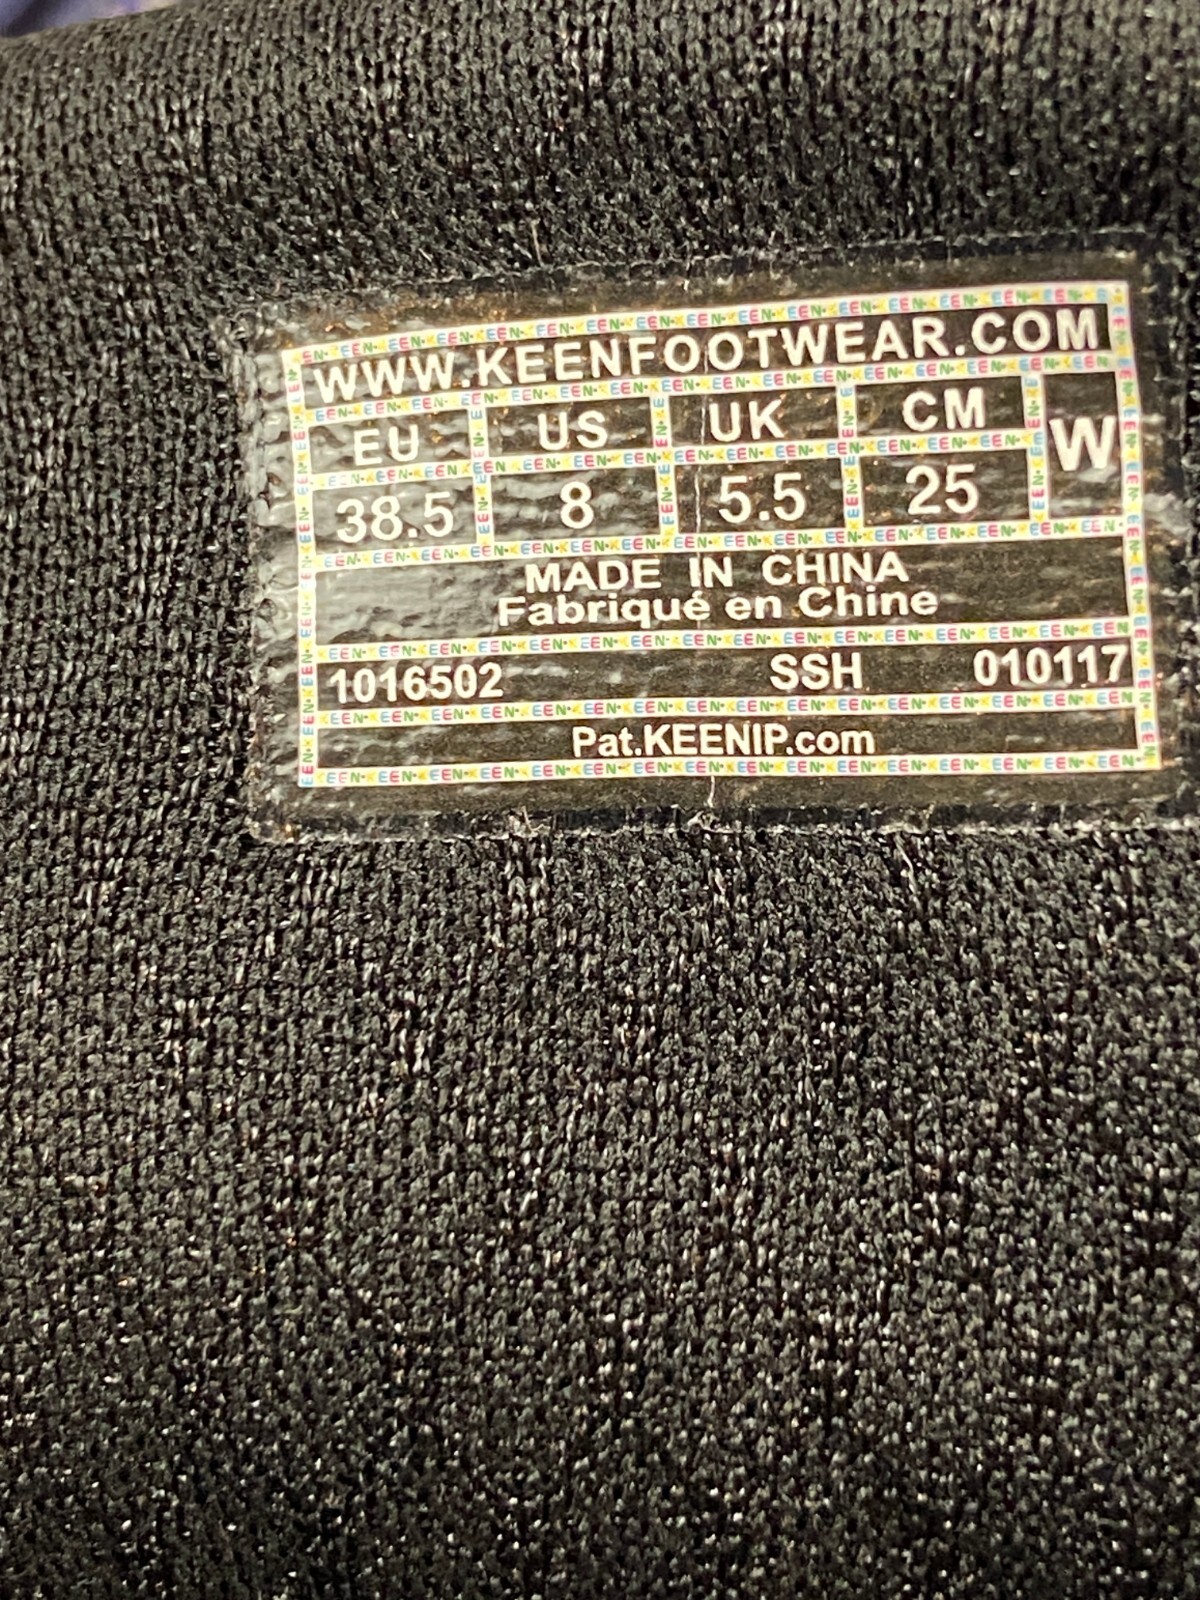 WWW.KEENFOOTWEAR.COM
EU US UK CM W
38.5 8 5.5 25
MADE IN CHINA
Fabriqué en Chine
1016502 SSH 010117
Pat.KEENIP.com